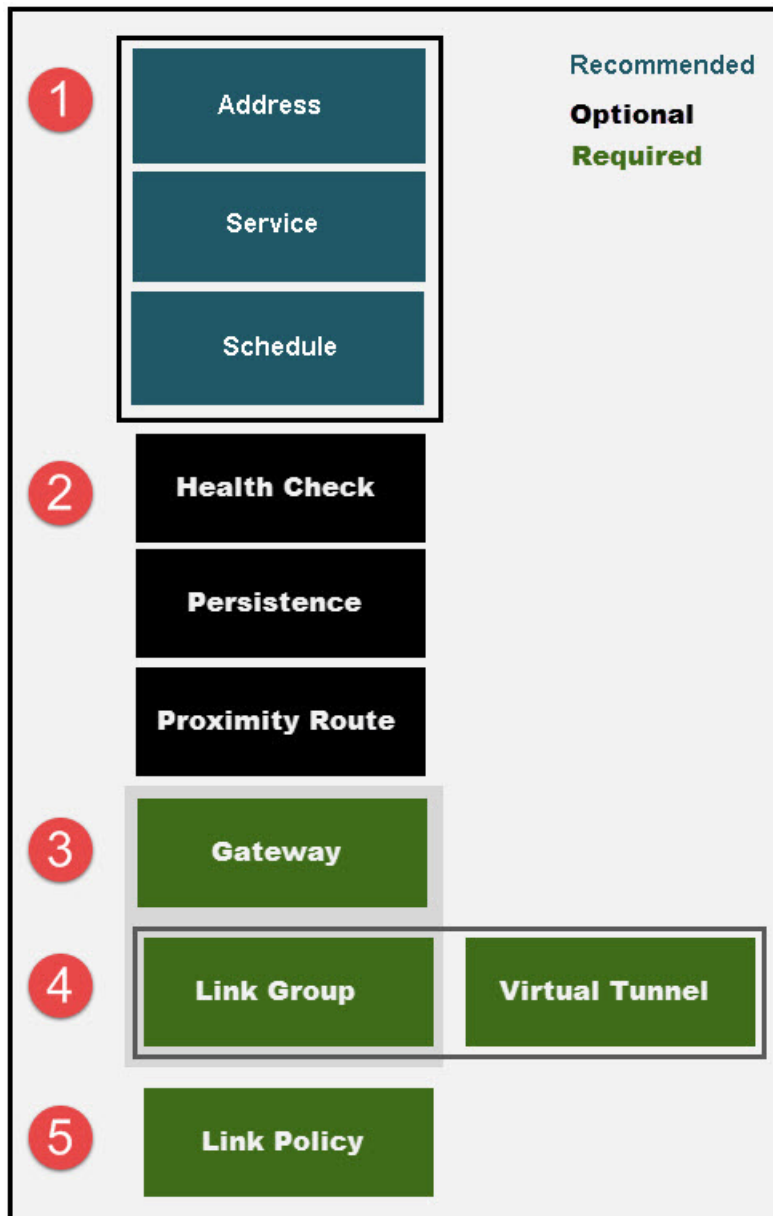 1
Address
Recommended
Optional
Required
Service
Schedule
2
Health Check
Persistence
Proximity Route
3
Gateway
4
Link Group
Virtual Tunnel
5
Link Policy